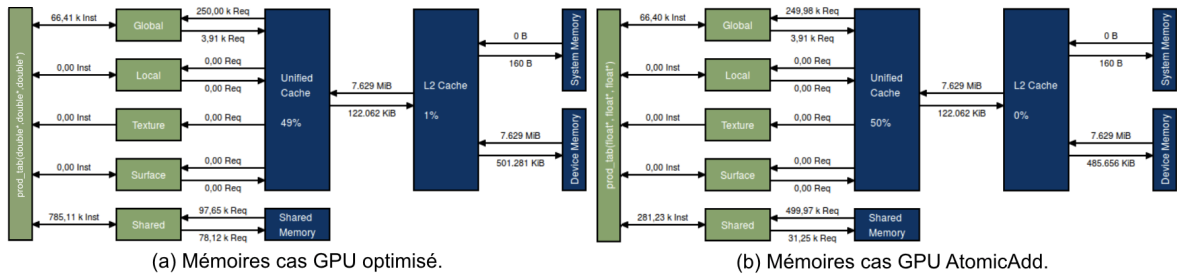 prod_tab(double*,double*,double*)
66,41 k Inst
Global
250,00 k Req
3,91 k Req
0,00 Inst
Local
0,00 Req
0,00 Req
0,00 Inst
Texture
0,00 Req
0,00 Inst
Surface
0,00 Req
0,00 Req
785,11 k Inst
Shared
97,65 k Req
78,12 k Req
Unified
Cache
49%
Shared
Memory
7.629 MiB
122.062 KiB
L2 Cache
1%
0 B
160 B
System Memory
7.629 MiB
501.281 KiB
Device Memory
(a) Mémoires cas GPU optimisé.
prod_tab(float*, float*, float*)
66,40 k Inst
Global
249,98 k Req
3,91 k Req
0,00 Inst
Local
0,00 Req
0,00 Req
0,00 Inst
Texture
0,00 Req
0,00 Inst
Surface
0,00 Req
0,00 Req
281,23 k Inst
Shared
499,97 k Req
31,25 k Req
Unified
Cache
50%
Shared
Memory
7.629 MiB
122.062 KiB
L2 Cache
0%
0 B
160 B
System Memory
7.629 MiB
485.656 KiB
Device Memory
(b) Mémoires cas GPU AtomicAdd.